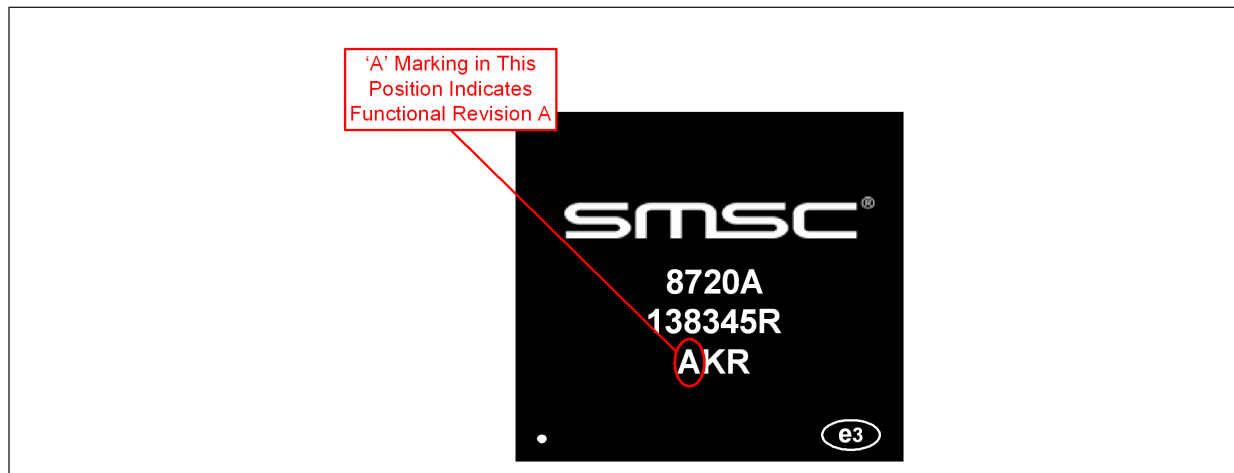 ‘A’ Marking in This
Position Indicates
Functional Revision A
SMSC®
8720A
138345R
AKR
e3